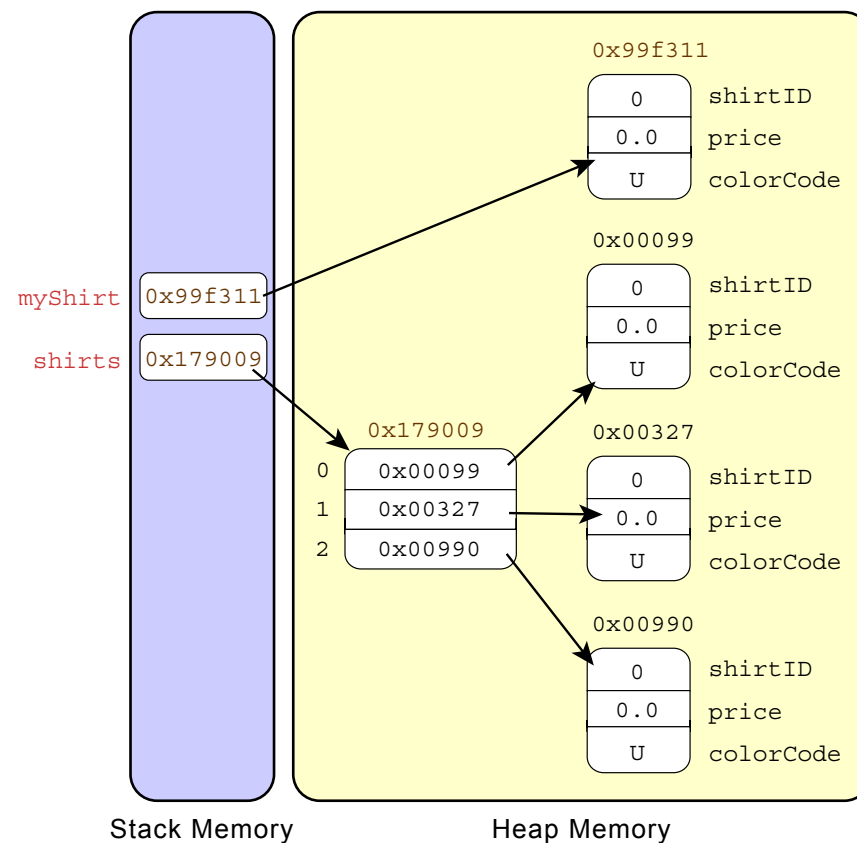 0x99f311
0 shirtID
0.0 price
U colorCode
0x00099
myShirt 0x99f311
0 shirtID
0.0 price
shirts 0x179009
U colorCode
0x179009
0x00327
0 0x00099
0 shirtID
1 0x00327
0.0 price
2 0x00990
U colorCode
0x00990
0 shirtID
0.0 price
U colorCode
Stack Memory
Heap Memory